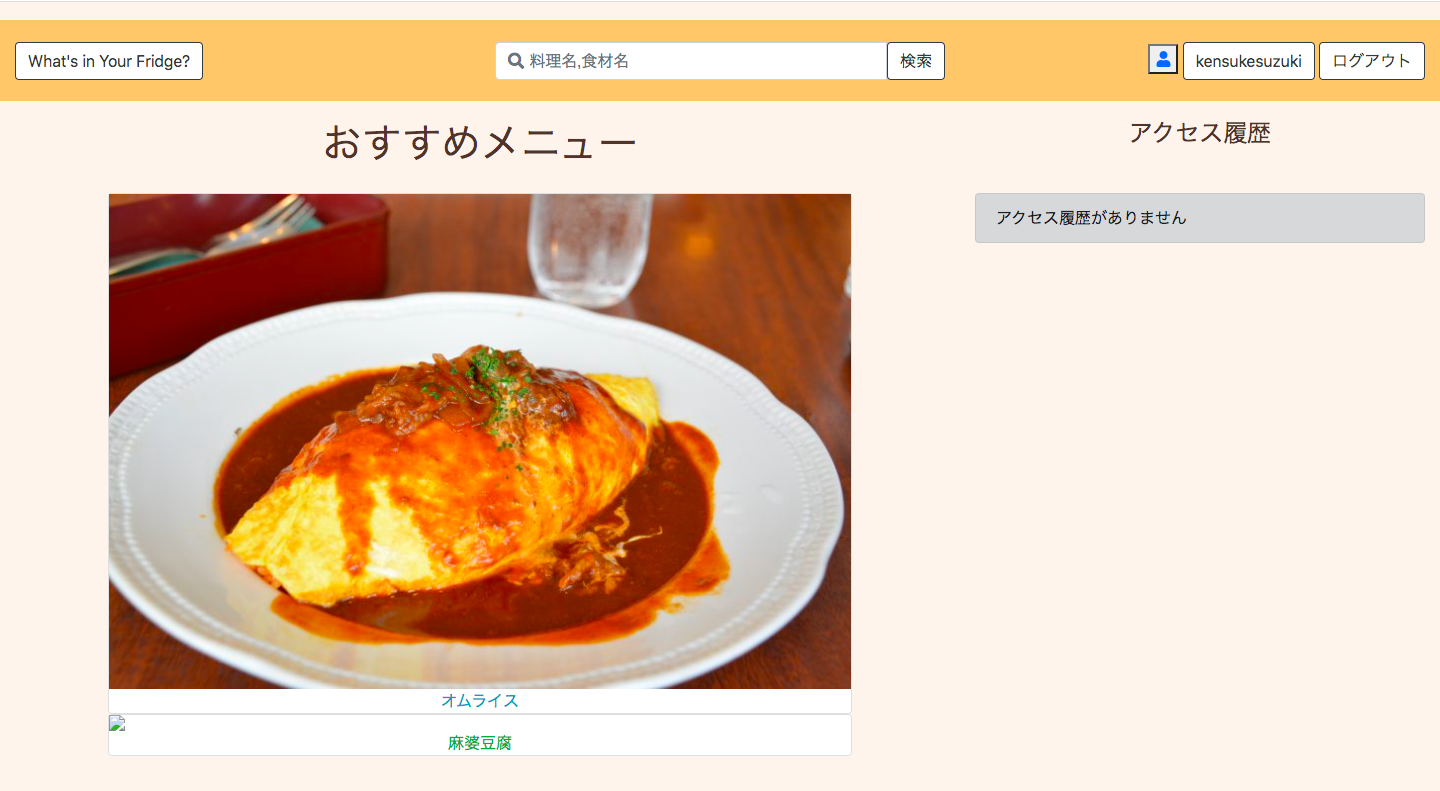 What's in Your Fridge?
料理名,食材名
検索
kensukesuzuki
ログアウト
おすすめメニュー
アクセス履歴
アクセス履歴がありません
オムライス
麻婆豆腐